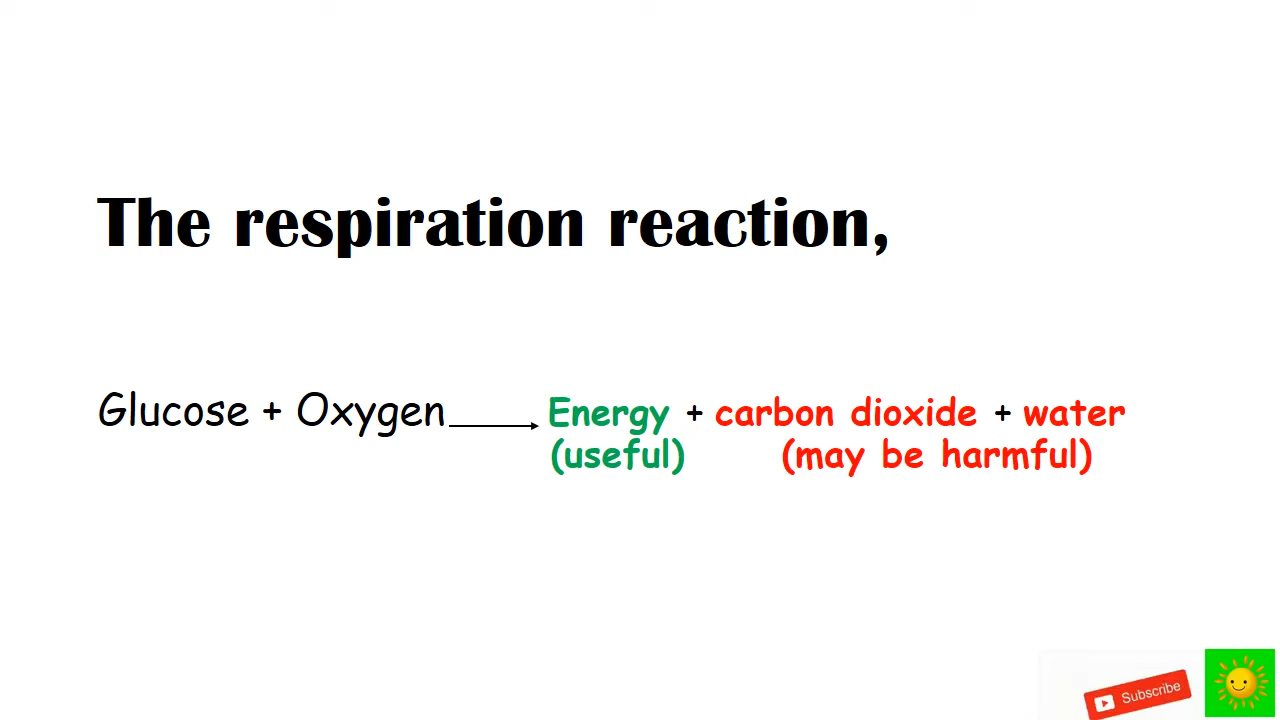 The respiration reaction,
Glucose + Oxygen → Energy + carbon dioxide + water
(useful) (may be harmful)
Subscribe